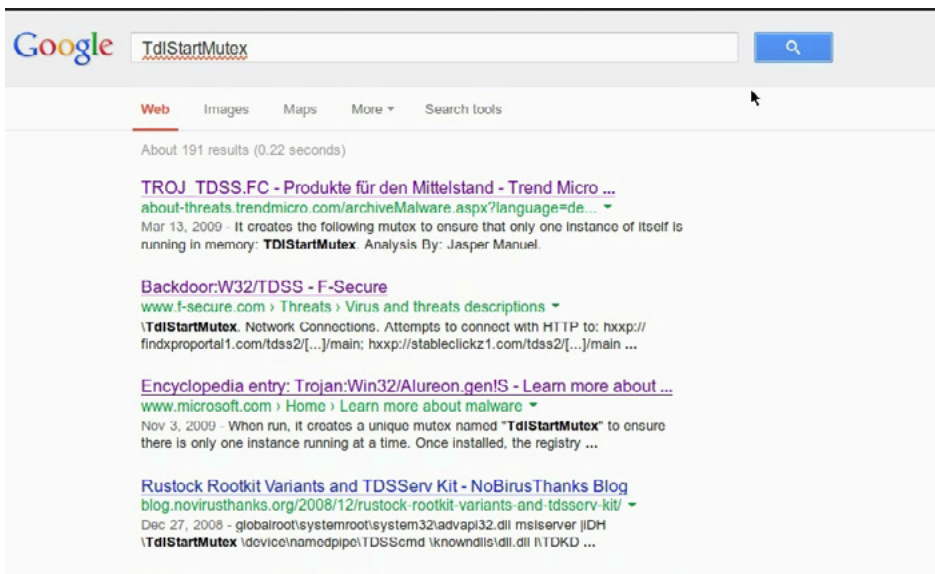 Google TdlStartMutex
Web Images Maps More Search tools
About 191 results (0.22 seconds)
TROJ_TDSS.FC - Produkte für den Mittelstand - Trend Micro ...
about-threats.trendmicro.com/archiveMalware.aspx?language=de...
Mar 13, 2009 - It creates the following mutex to ensure that only one instance of itself is
running in memory: TDlStartMutex. Analysis By: Jasper Manuel.
Backdoor:W32/TDSS - F-Secure
www.f-secure.com › Threats › Virus and threats descriptions
\TdlStartMutex. Network Connections. Attempts to connect with HTTP to: hxxp://
findxproportal1.com/tdss2/[...]/main; hxxp://stableclickz1.com/tdss2/[...]/main ...
Encyclopedia entry: Trojan:Win32/Alureon.gen!S - Learn more about ...
www.microsoft.com › Home › Learn more about malware
Nov 3, 2009 - When run, it creates a unique mutex named "TdlStartMutex" to ensure
there is only one instance running at a time. Once installed, the registry ...
Rustock Rootkit Variants and TDSServ Kit - NoBirusThanks Blog
blog.novirusthanks.org/2008/12/rustock-rootkit-variants-and-tdsserv-kit/
Dec 27, 2008 - globalroot\systemroot\system32\advapi32.dll msiserver |iDH
\TdlStartMutex \device\namedpipe\TDSScmd \knowndlls\dll.dll l\TDKD ...